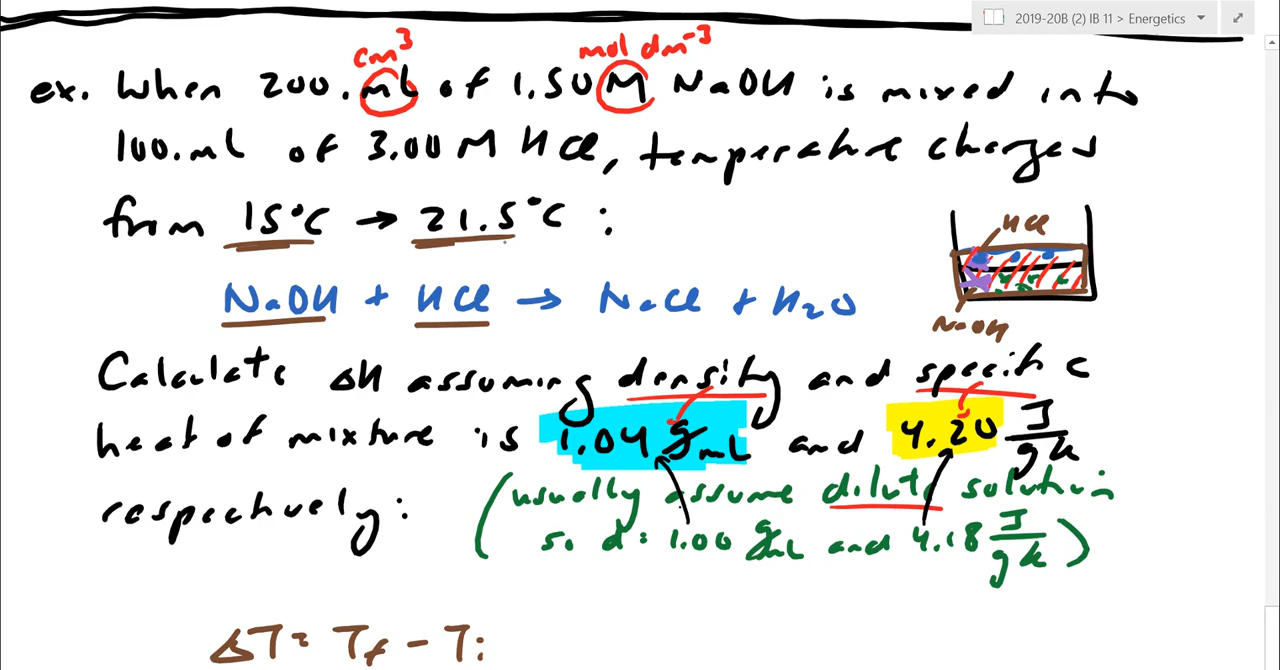 2019-20B (2) IB 11 > Energetics
cm³ mol dm⁻³
ex. When 200. mL of 1.50 M NaOH is mixed into
100. mL of 3.00 M HCl, temperature changes
from 15°C → 21.5°C :
HCl
NaOH + HCl → NaCl + H₂O
NaOH
Calculate ΔH assuming density and specific
heat of mixture is 1.04 g/mL and 4.20 J/gK
respectively:
(usually assume dilute solution
so d = 1.00 g/mL and 4.18 J/gK)
ΔT = Tf - Ti